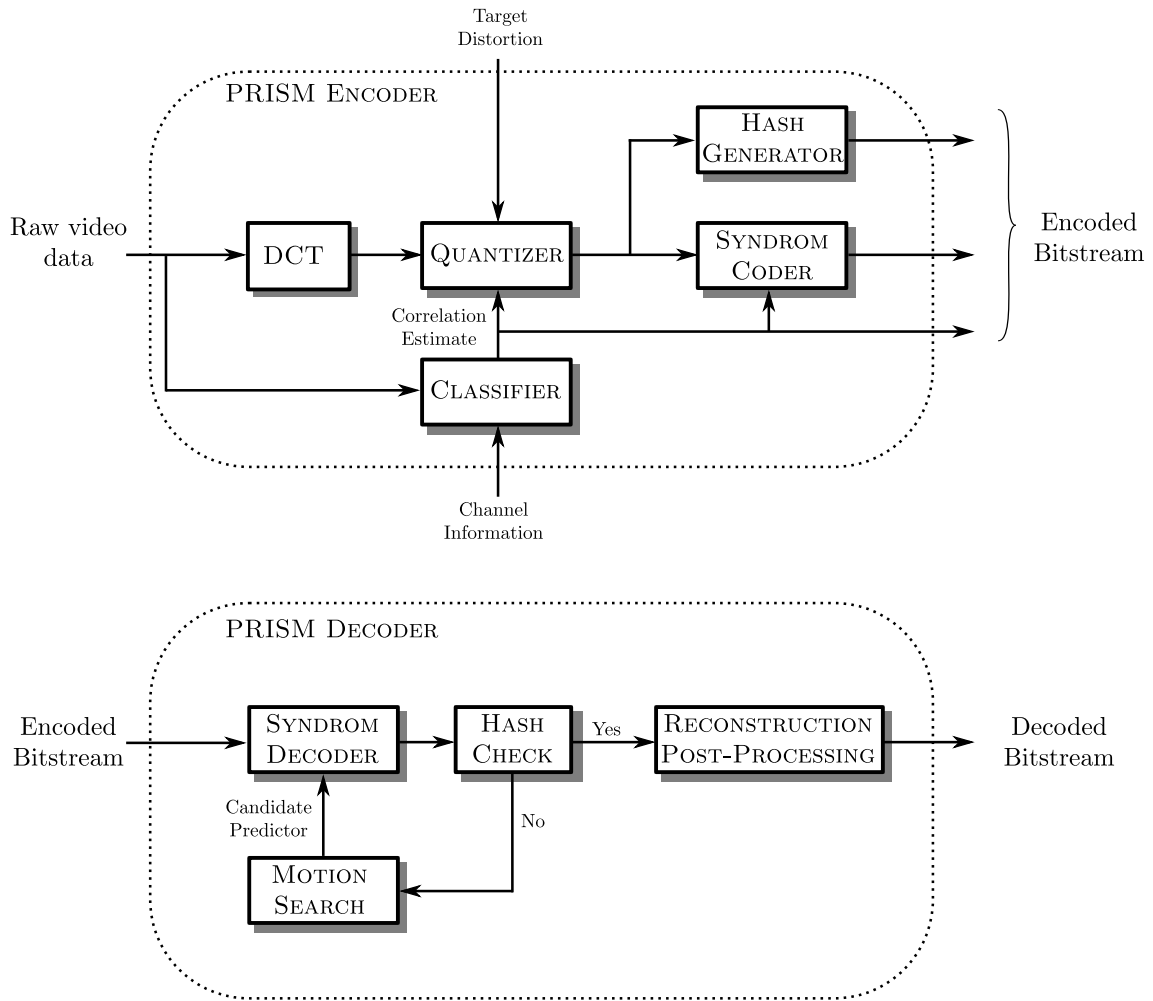 Target
Distortion
PRISM ENCODER
HASH
GENERATOR
Raw video
data
DCT
QUANTIZER
SYNDROM
CODER
Encoded
Bitstream
Correlation
Estimate
CLASSIFIER
Channel
Information
PRISM DECODER
Encoded
Bitstream
SYNDROM
DECODER
HASH
CHECK
Yes
RECONSTRUCTION
POST-PROCESSING
Decoded
Bitstream
Candidate
Predictor
No
MOTION
SEARCH